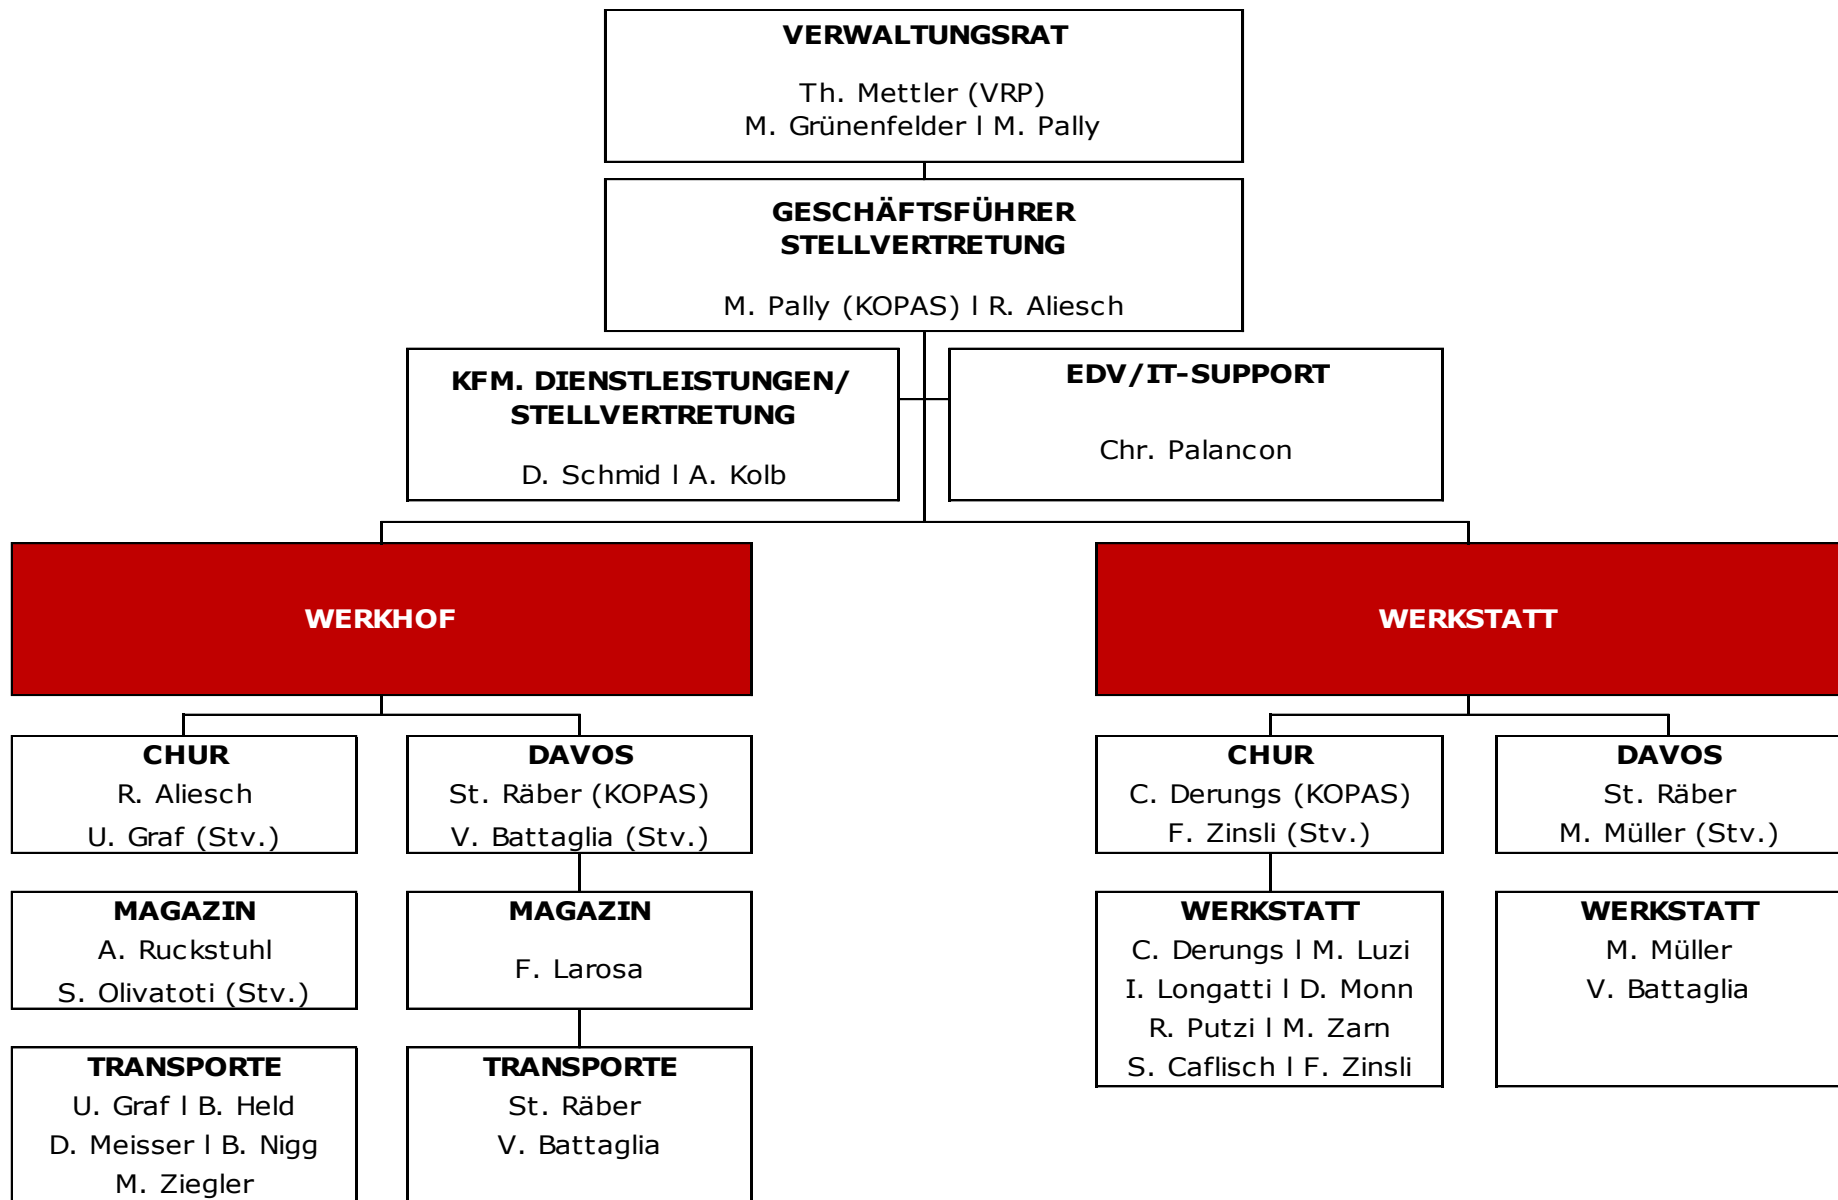 VERWALTUNGSRAT
Th. Mettler (VRP)
M. Grünenfelder l M. Pally
GESCHÄFTSFÜHRER
STELLVERTRETUNG
M. Pally (KOPAS) l R. Aliesch
KFM. DIENSTLEISTUNGEN/
STELLVERTRETUNG
D. Schmid l A. Kolb
EDV/IT-SUPPORT
Chr. Palancon
WERKHOF
WERKSTATT
CHUR
R. Aliesch
U. Graf (Stv.)
DAVOS
St. Räber (KOPAS)
V. Battaglia (Stv.)
CHUR
C. Derungs (KOPAS)
F. Zinsli (Stv.)
DAVOS
St. Räber
M. Müller (Stv.)
MAGAZIN
A. Ruckstuhl
S. Olivatoti (Stv.)
MAGAZIN
F. Larosa
WERKSTATT
C. Derungs l M. Luzi
I. Longatti l D. Monn
R. Putzi l M. Zarn
S. Caflisch l F. Zinsli
WERKSTATT
M. Müller
V. Battaglia
TRANSPORTE
U. Graf l B. Held
D. Meisser l B. Nigg
M. Ziegler
TRANSPORTE
St. Räber
V. Battaglia